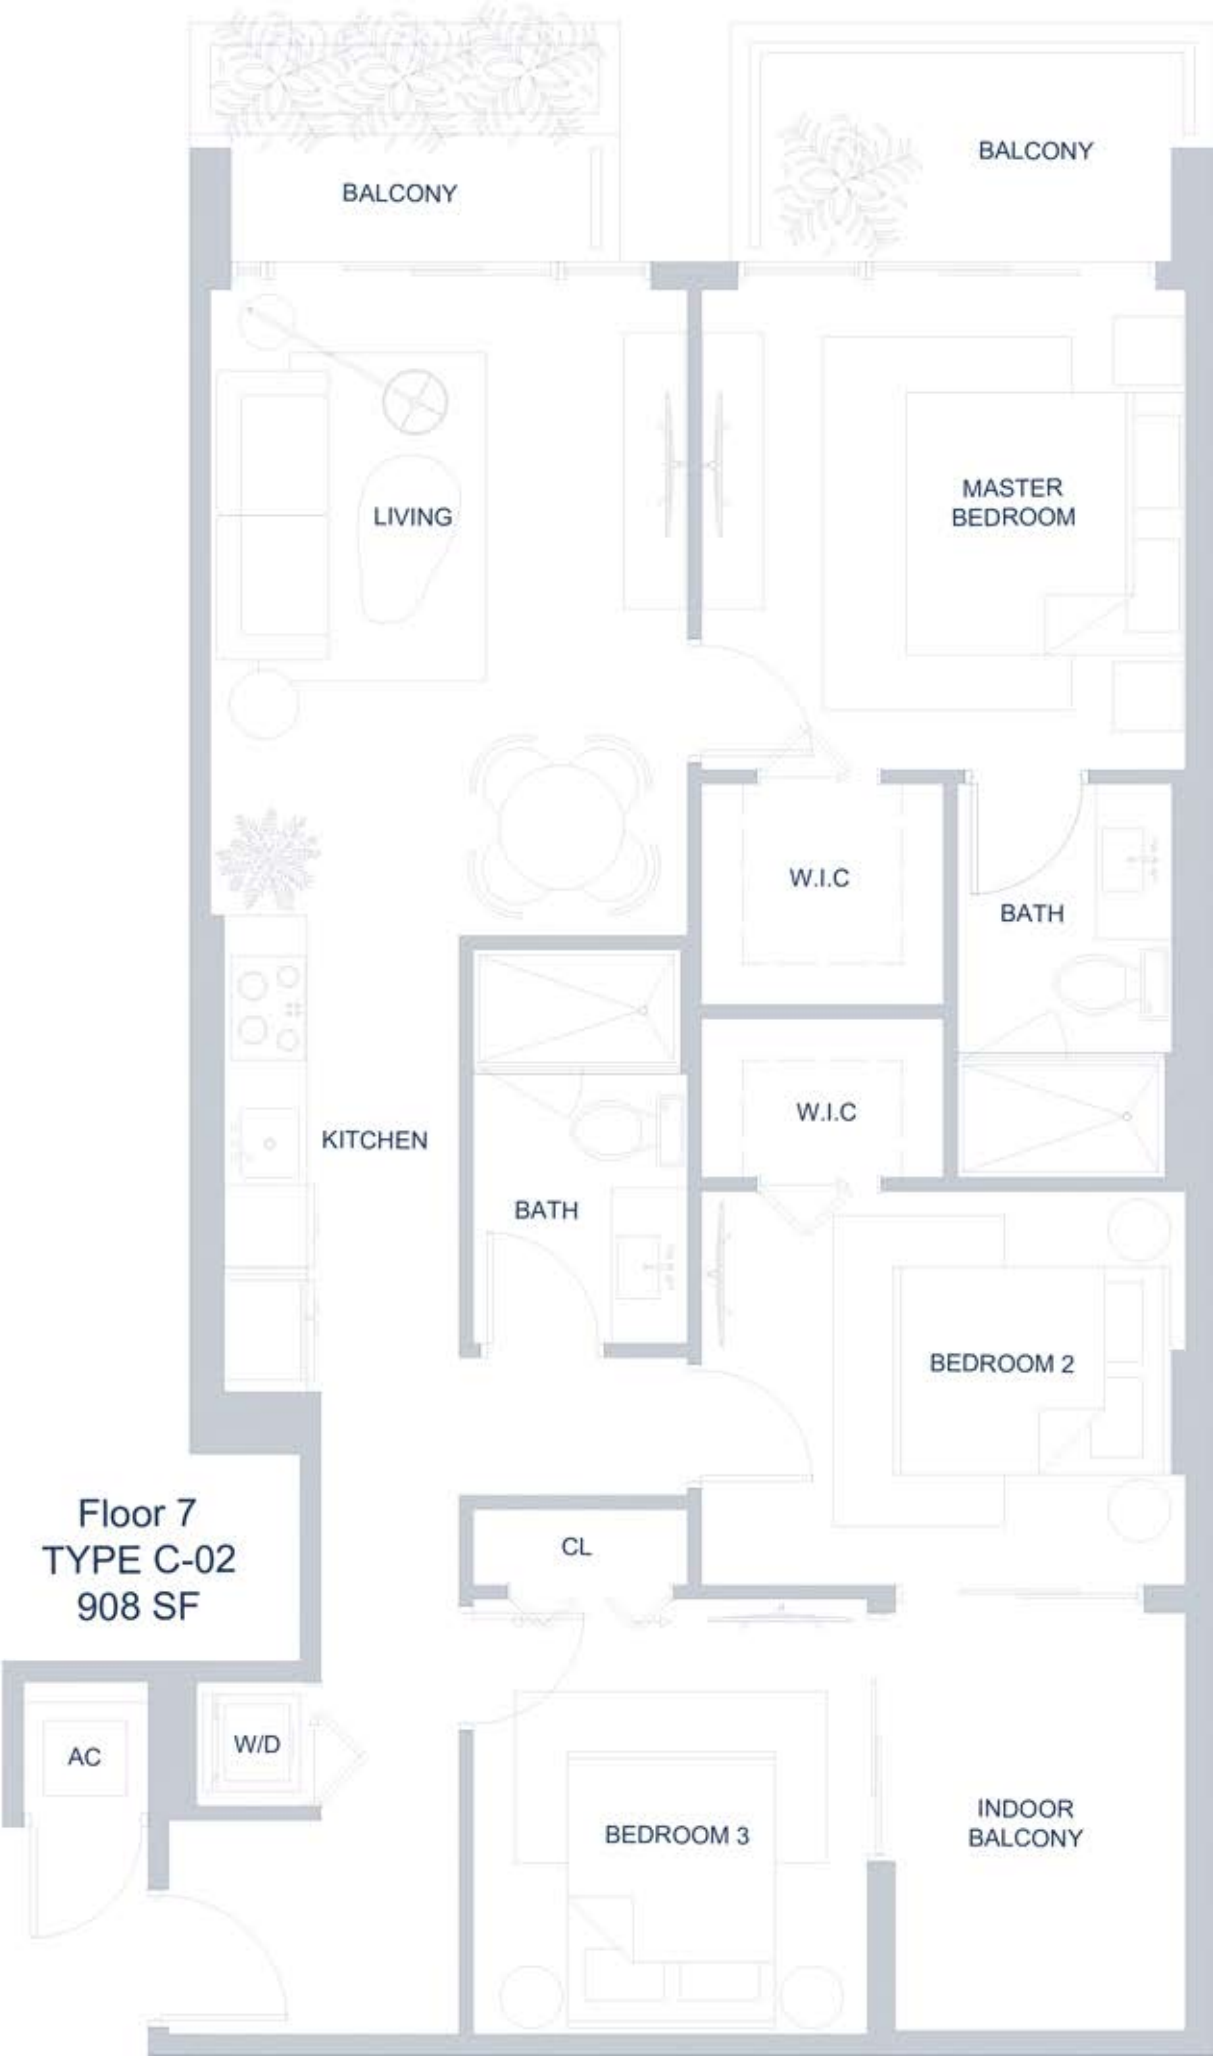 BALCONY
BALCONY
LIVING
MASTER
BEDROOM
W.I.C
BATH
W.I.C
KITCHEN
BATH
BEDROOM 2
Floor 7
TYPE C-02
908 SF
CL
AC
W/D
BEDROOM 3
INDOOR
BALCONY